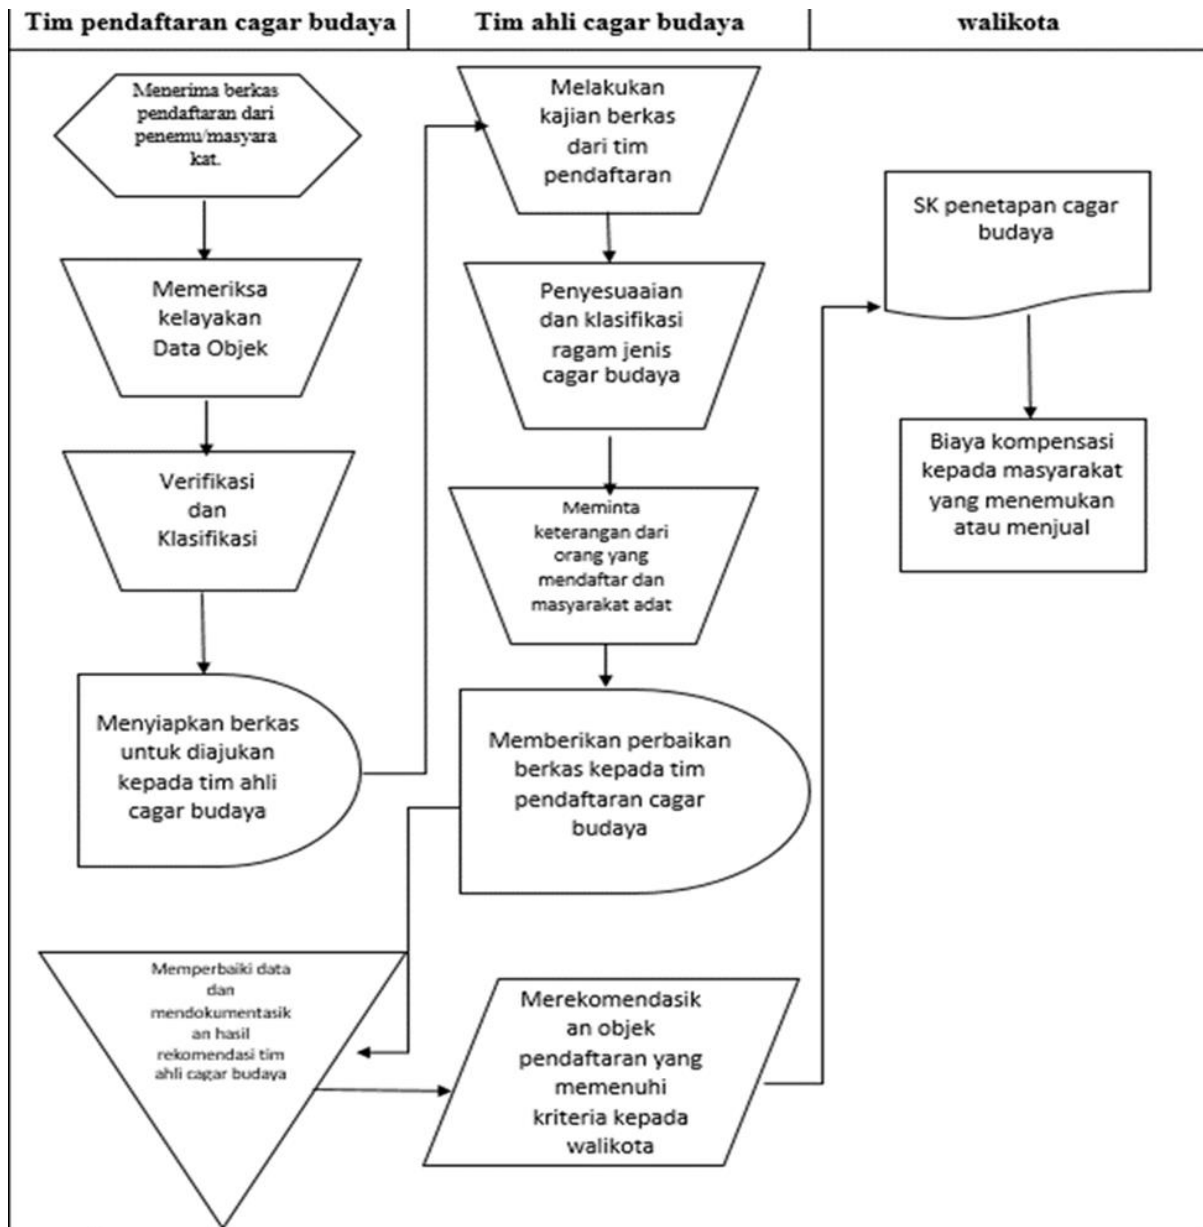 Tim pendaftaran cagar budaya
Tim ahli cagar budaya
walikota
Menerima berkas
pendaftaran dari
penemu/masyara
kat.
Memeriksa
kelayakan
Data Objek
Verifikasi
dan
Klasifikasi
Menyiapkan berkas
untuk diajukan
kepada tim ahli
cagar budaya
Memperbaiki data
dan
mendokumentasik
an hasil
rekomendasi tim
ahli cagar budaya
Melakukan
kajian berkas
dari tim
pendaftaran
Penyesuaaian
dan klasifikasi
ragam jenis
cagar budaya
Meminta
keterangan dari
orang yang
mendaftar dan
masyarakat adat
Memberikan perbaikan
berkas kepada tim
pendaftaran cagar
budaya
Merekomendasik
an objek
pendaftaran yang
memenuhi
kriteria kepada
walikota
SK penetapan cagar
budaya
Biaya kompensasi
kepada masyarakat
yang menemukan
atau menjual